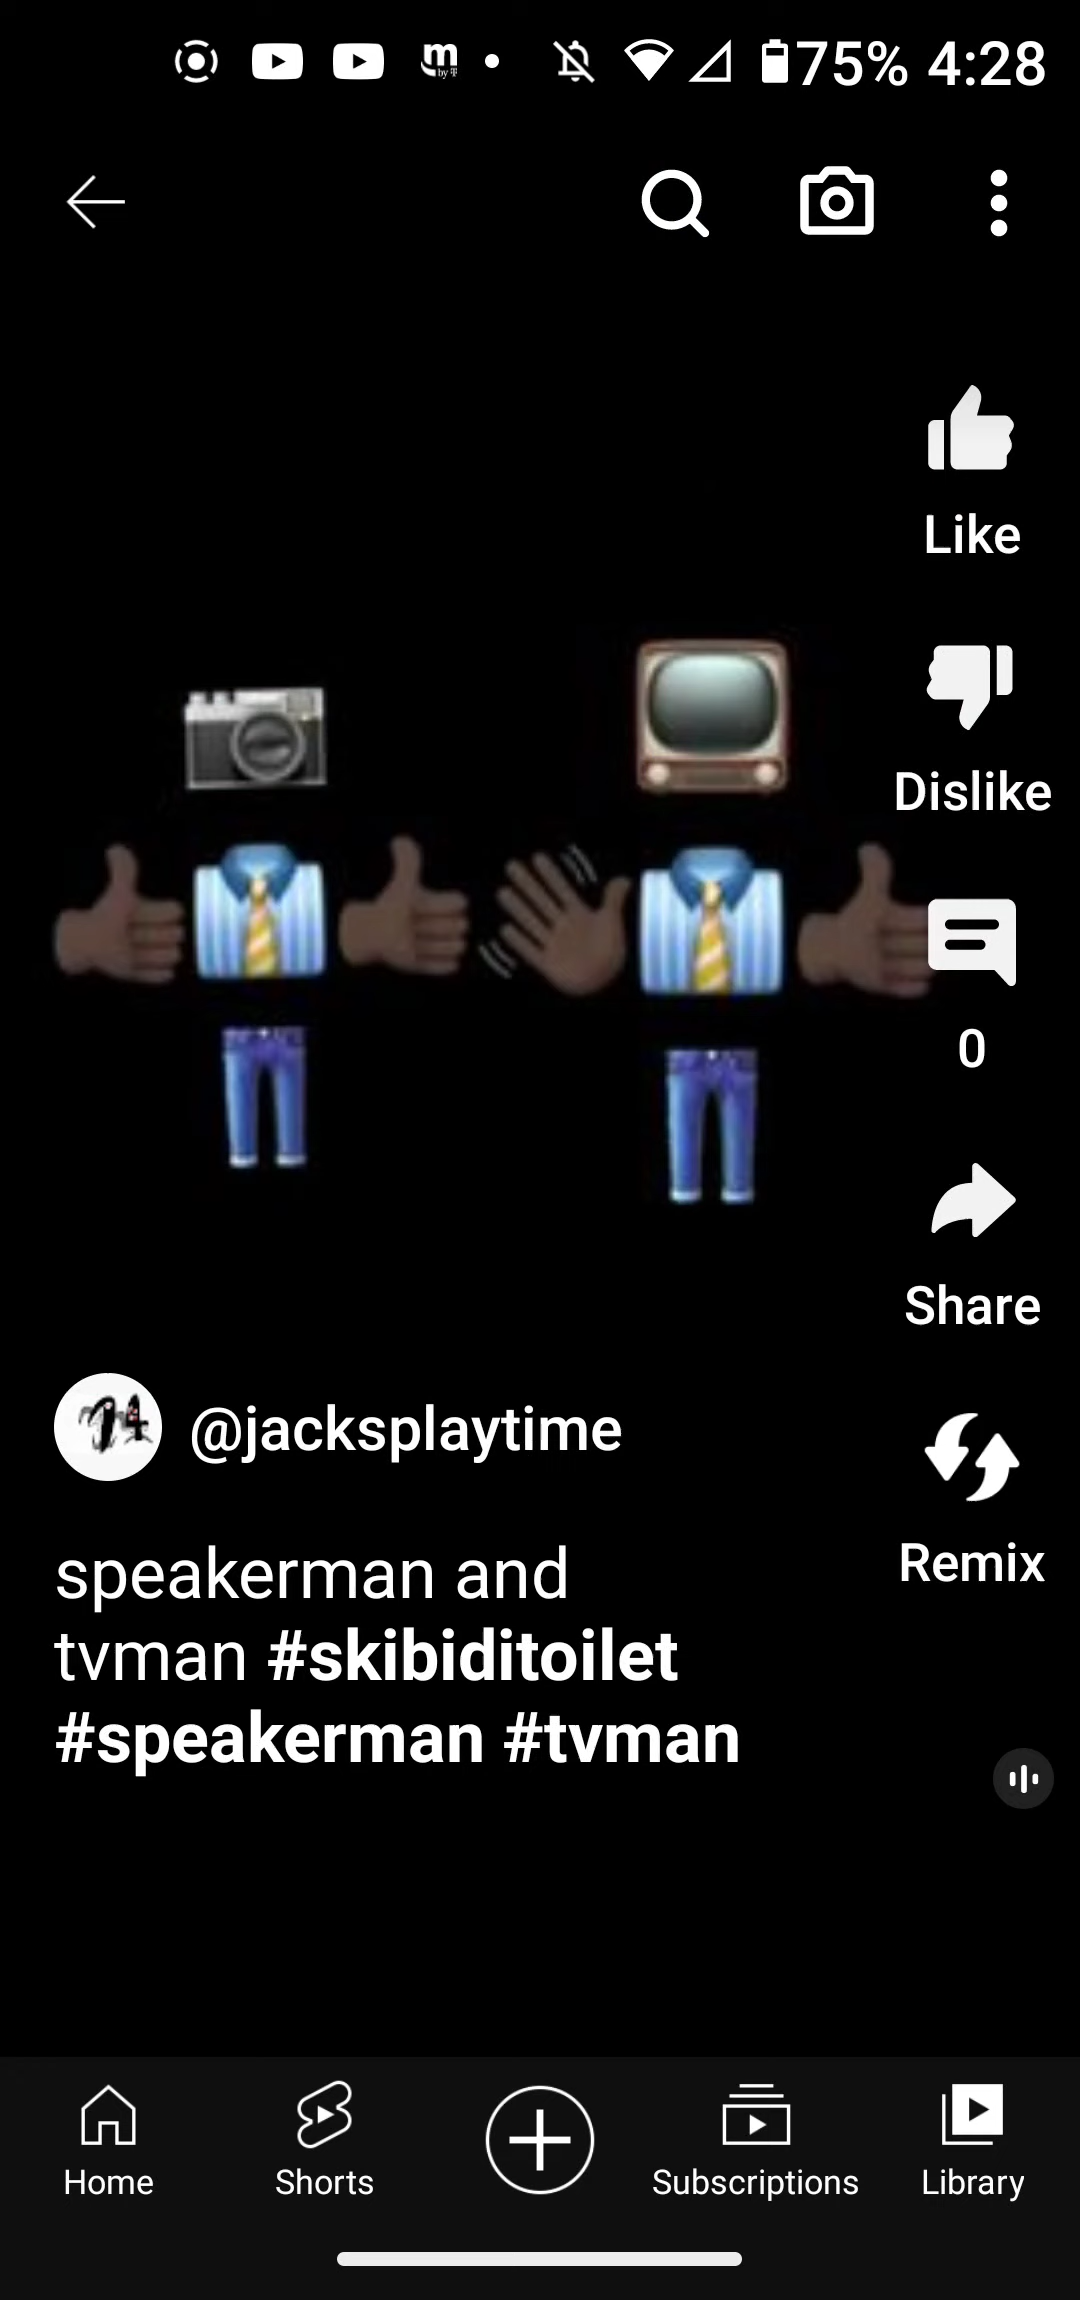 m by T 75% 4:28
Like
Dislike
0
Share
@jacksplaytime
Remix
speakerman and
tvman #skibiditoilet
#speakerman #tvman
Home Shorts Subscriptions Library